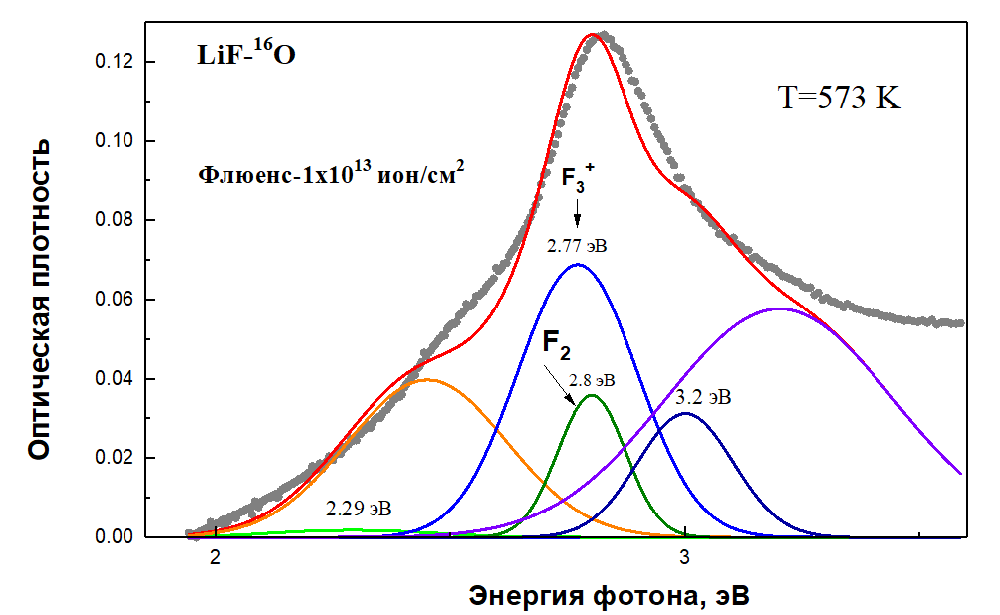 LiF-¹⁶O
T=573 K
Флюенс-1x10¹³ ион/см²
F₃⁺
2.77 эВ
F₂
2.8 эВ
3.2 эВ
2.29 эВ
0.12
0.10
0.08
0.06
0.04
0.02
0.00
2
3
Оптическая плотность
Энергия фотона, эВ